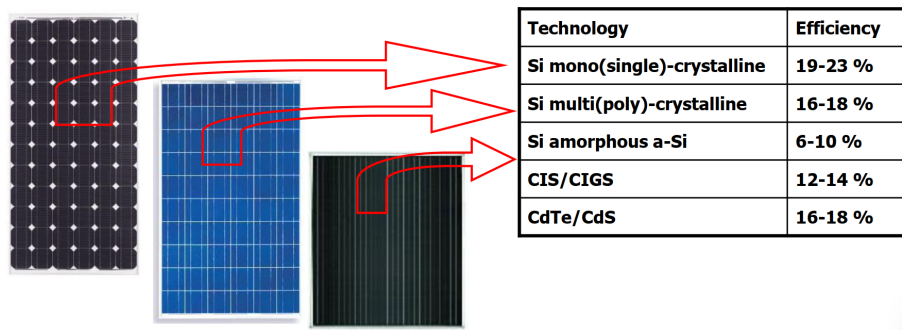 Technology Efficiency
Si mono(single)-crystalline 19-23 %
Si multi(poly)-crystalline 16-18 %
Si amorphous a-Si 6-10 %
CIS/CIGS 12-14 %
CdTe/CdS 16-18 %